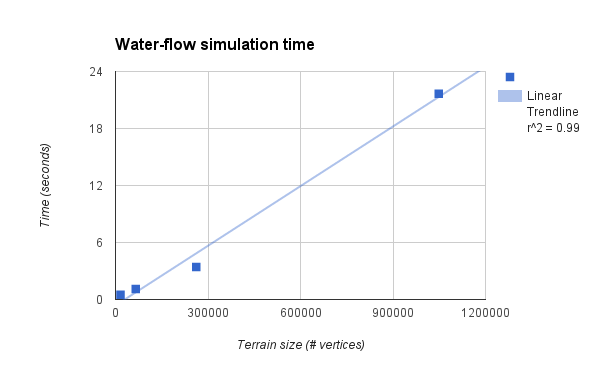 Water-flow simulation time
24
18
12
6
0
Time (seconds)
0 300000 600000 900000 1200000
Terrain size (# vertices)
Linear
Trendline
r^2 = 0.99